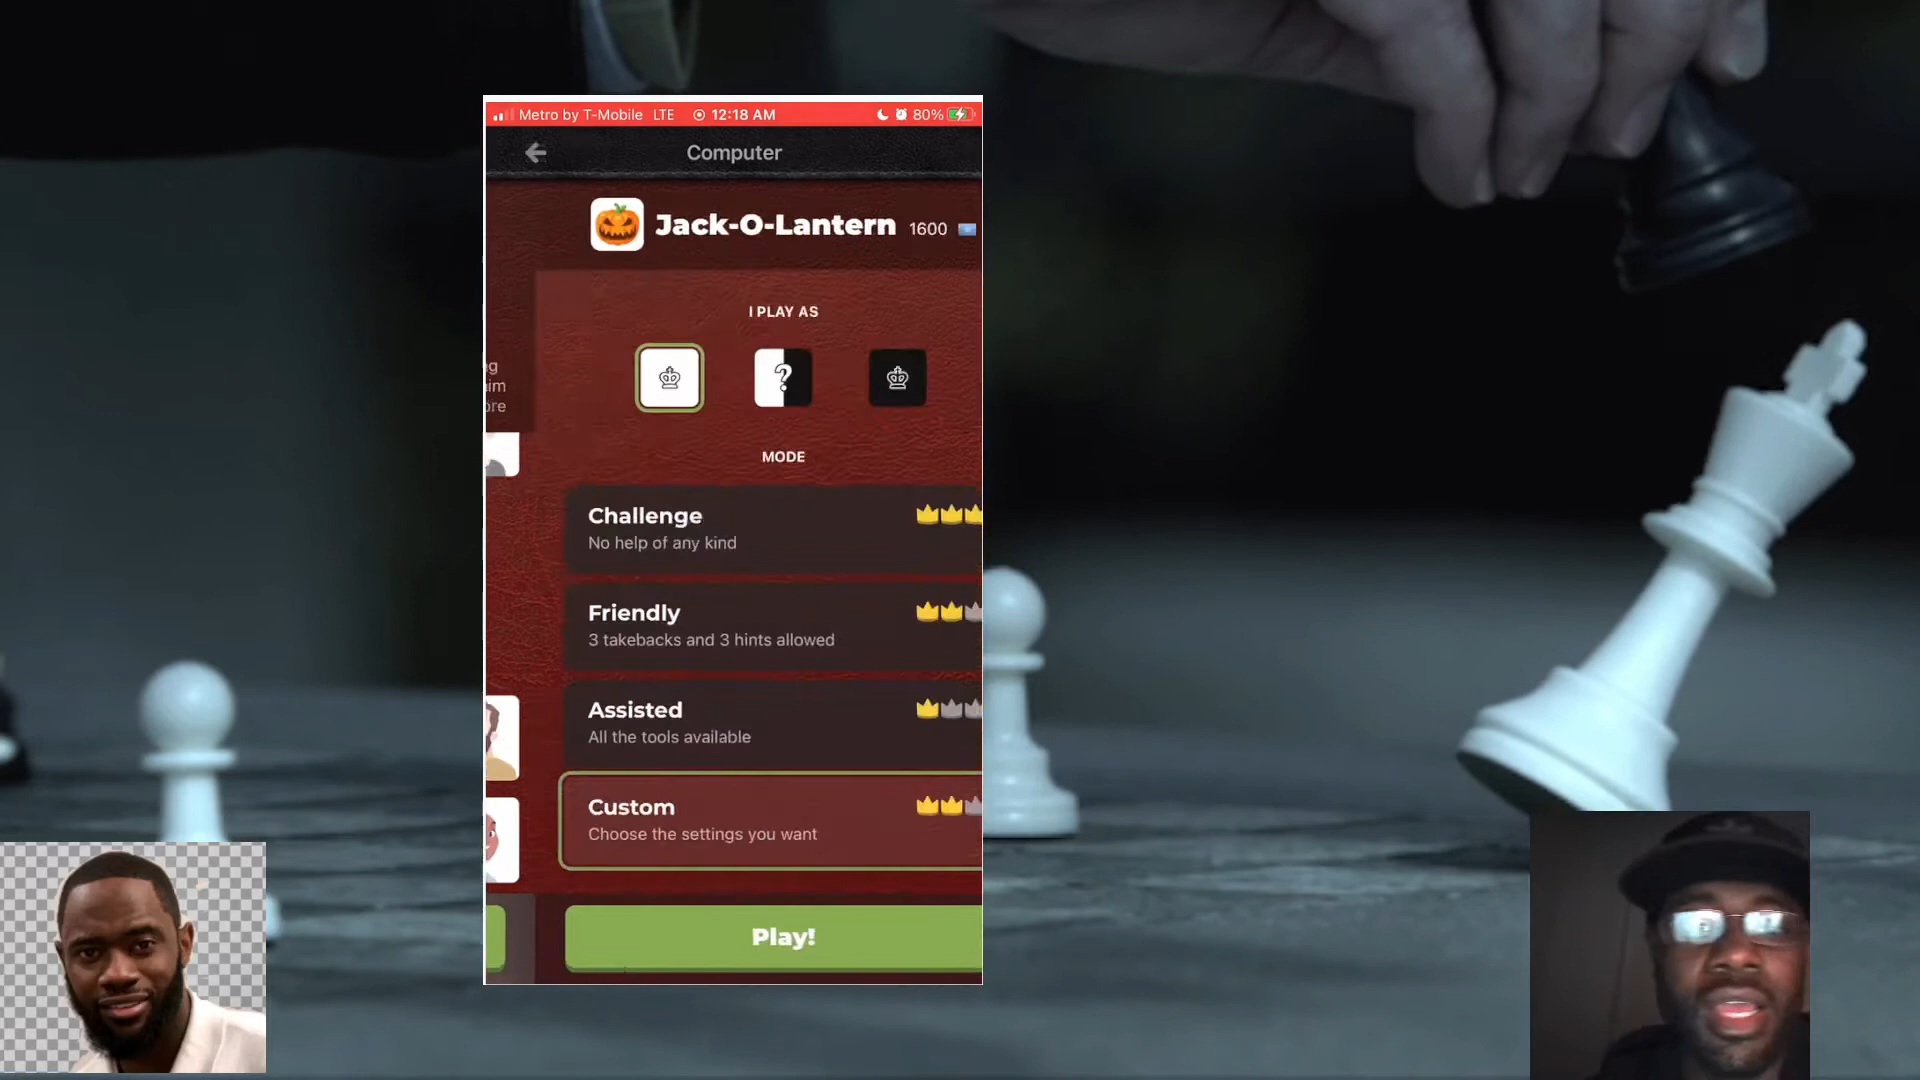 Metro by T-Mobile LTE 12:18 AM 80%
Computer
Jack-O-Lantern 1600
I PLAY AS
?
MODE
Challenge
No help of any kind
Friendly
3 takebacks and 3 hints allowed
Assisted
All the tools available
Custom
Choose the settings you want
Play!